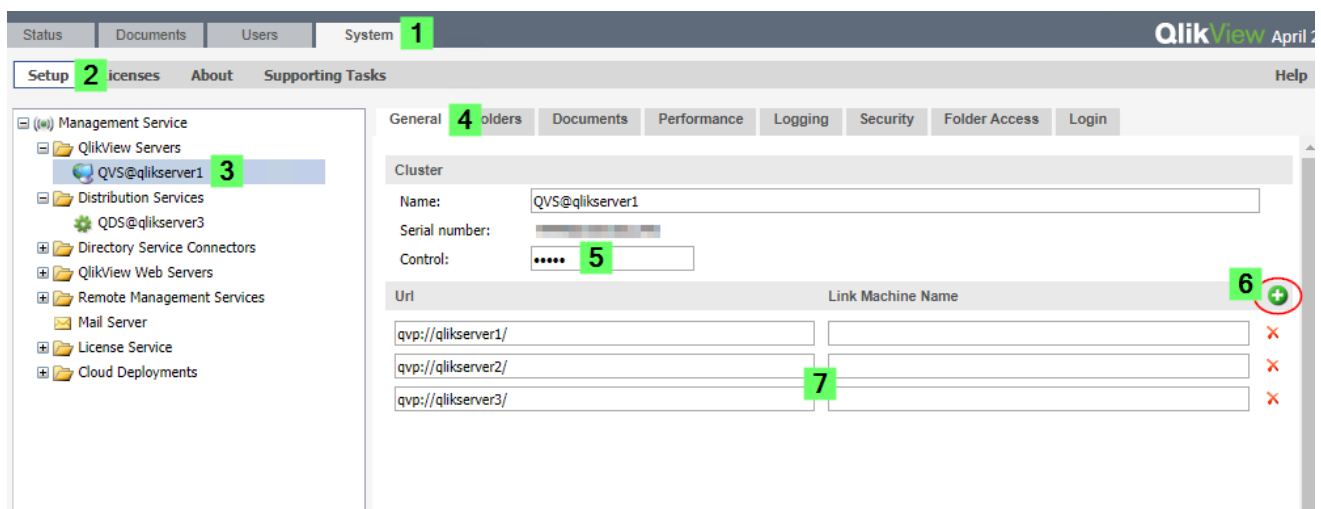 Status Documents Users System 1 QlikView April 2
Setup 2 icenses About Supporting Tasks Help
Management Service
QlikView Servers
QVS@qlikserver1 3
Distribution Services
QDS@qlikserver3
Directory Service Connectors
QlikView Web Servers
Remote Management Services
Mail Server
License Service
Cloud Deployments
General 4 olders Documents Performance Logging Security Folder Access Login
Cluster
Name: QVS@qlikserver1
Serial number:
Control: ••••• 5
Url Link Machine Name 6
qvp://qlikserver1/
qvp://qlikserver2/
7
qvp://qlikserver3/